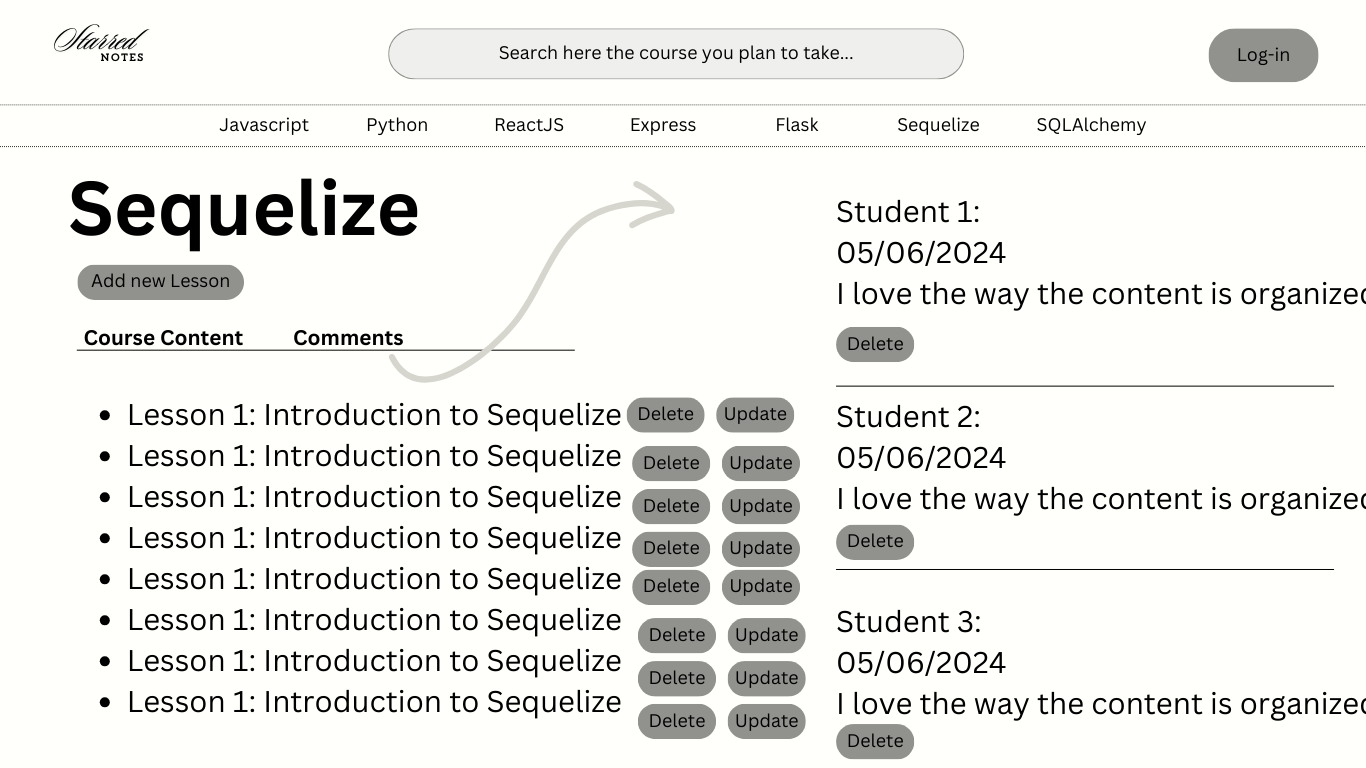 Starred
NOTES
Search here the course you plan to take...
Log-in
Javascript Python ReactJS Express Flask Sequelize SQLAlchemy
Sequelize
Add new Lesson
Course Content Comments
• Lesson 1: Introduction to Sequelize Delete Update
• Lesson 1: Introduction to Sequelize Delete Update
• Lesson 1: Introduction to Sequelize Delete Update
• Lesson 1: Introduction to Sequelize Delete Update
• Lesson 1: Introduction to Sequelize Delete Update
• Lesson 1: Introduction to Sequelize Delete Update
• Lesson 1: Introduction to Sequelize Delete Update
• Lesson 1: Introduction to Sequelize Delete Update
Student 1:
05/06/2024
I love the way the content is organized
Delete
Student 2:
05/06/2024
I love the way the content is organized
Delete
Student 3:
05/06/2024
I love the way the content is organized
Delete